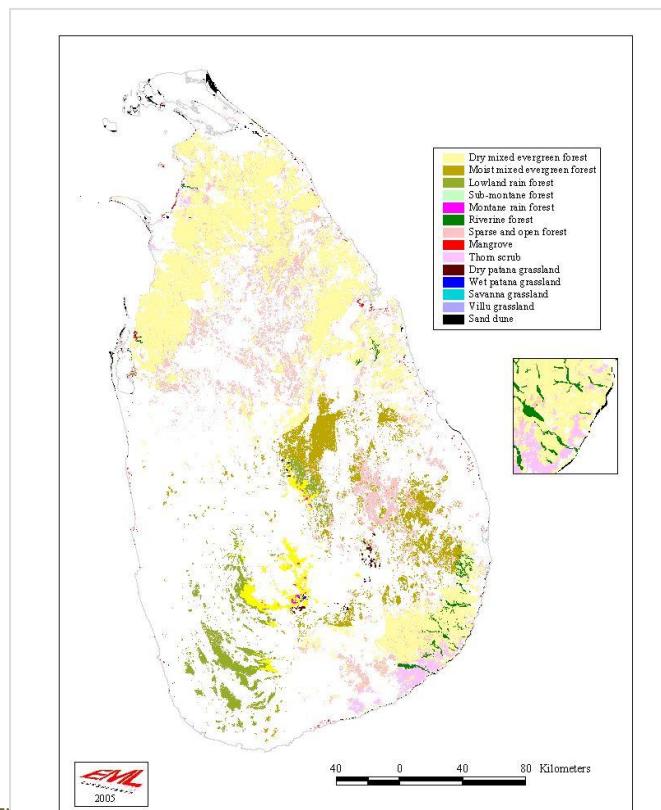 Dry mixed evergreen forest
Moist mixed evergreen forest
Lowland rain forest
Sub-montane forest
Montane rain forest
Riverine forest
Sparse and open forest
Mangrove
Thorn scrub
Dry patana grassland
Wet patana grassland
Savanna grassland
Villu grassland
Sand dune
EML
CONSULTANTS
2005
40 0 40 80 Kilometers